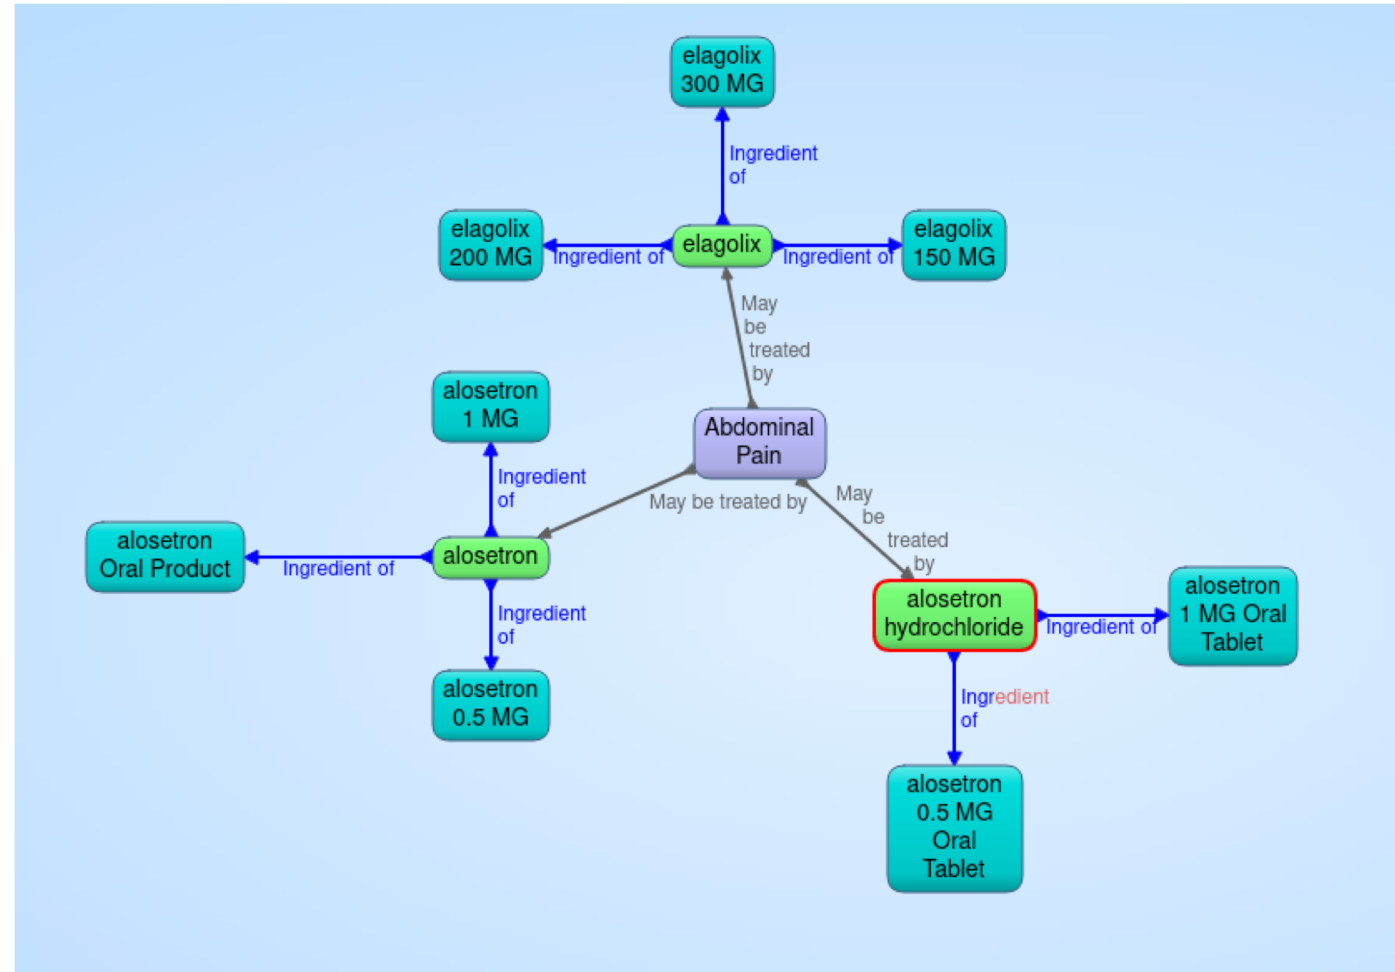 elagolix
300 MG
Ingredient
of
elagolix
200 MG
Ingredient of
elagolix
Ingredient of
elagolix
150 MG
May
be
treated
by
alosetron
1 MG
Abdominal
Pain
Ingredient
of
May be treated by
May
be
treated
by
alosetron
Oral Product
Ingredient of
alosetron
alosetron
hydrochloride
Ingredient of
alosetron
1 MG Oral
Tablet
Ingredient
of
alosetron
0.5 MG
Ingredient
of
alosetron
0.5 MG
Oral
Tablet